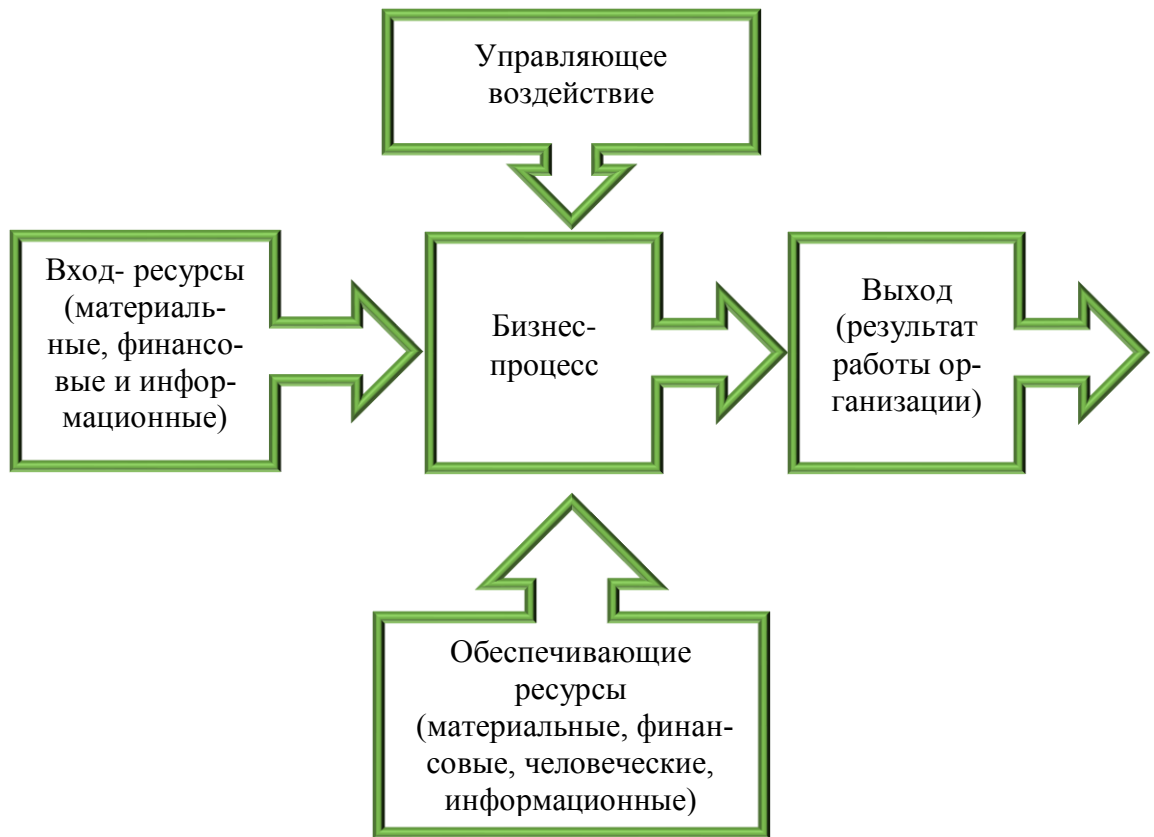 Управляющее
воздействие
Вход- ресурсы
(материаль-
ные, финансо-
вые и инфор-
мационные)
Бизнес-
процесс
Выход
(результат
работы ор-
ганизации)
Обеспечивающие
ресурсы
(материальные, финан-
совые, человеческие,
информационные)